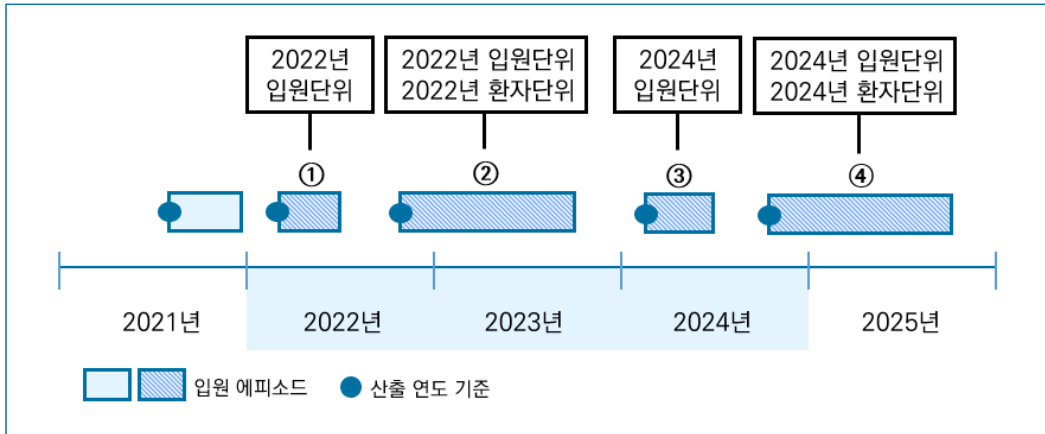 2022년
입원단위
2022년 입원단위
2022년 환자단위
2024년
입원단위
2024년 입원단위
2024년 환자단위
①
②
③
④
2021년
2022년
2023년
2024년
2025년
입원 에피소드
산출 연도 기준